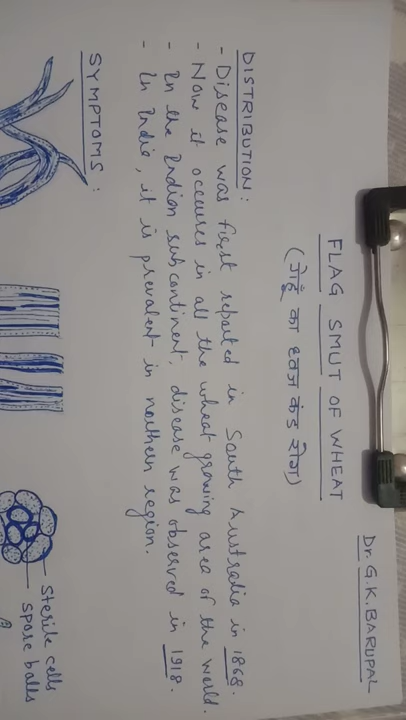 Dr. G. K. BARUPAL
FLAG SMUT OF WHEAT
(गेहूं का ध्वज कंड रोग)
DISTRIBUTION:
- Disease was first reported in South Australia in 1868.
- Now it occures in all the wheat growing area of the world.
- In the Indian subcontinent, disease was observed in 1918.
- In India, it is prevalent in northern region.
SYMPTOMS:
Sterile cells
spore balls